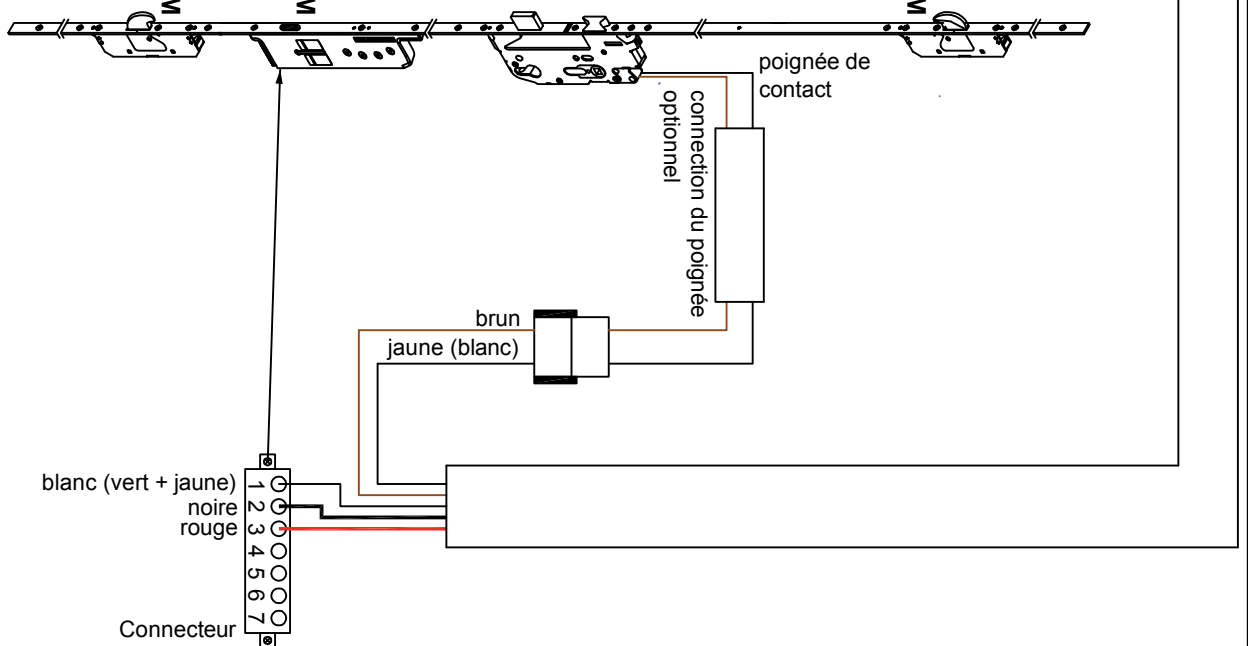 M
M
M
poignée de
contact
connection du poignée
optionnel
brun
jaune (blanc)
blanc (vert + jaune)
noire
rouge
1
2
3
4
5
6
7
Connecteur